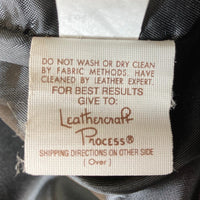 DO NOT WASH OR DRY CLEAN
BY FABRIC METHODS. HAVE
CLEANED BY LEATHER EXPERT.
FOR BEST RESULTS
GIVE TO:
Leathercraft
Process®
SHIPPING DIRECTIONS ON OTHER SIDE
(Over)